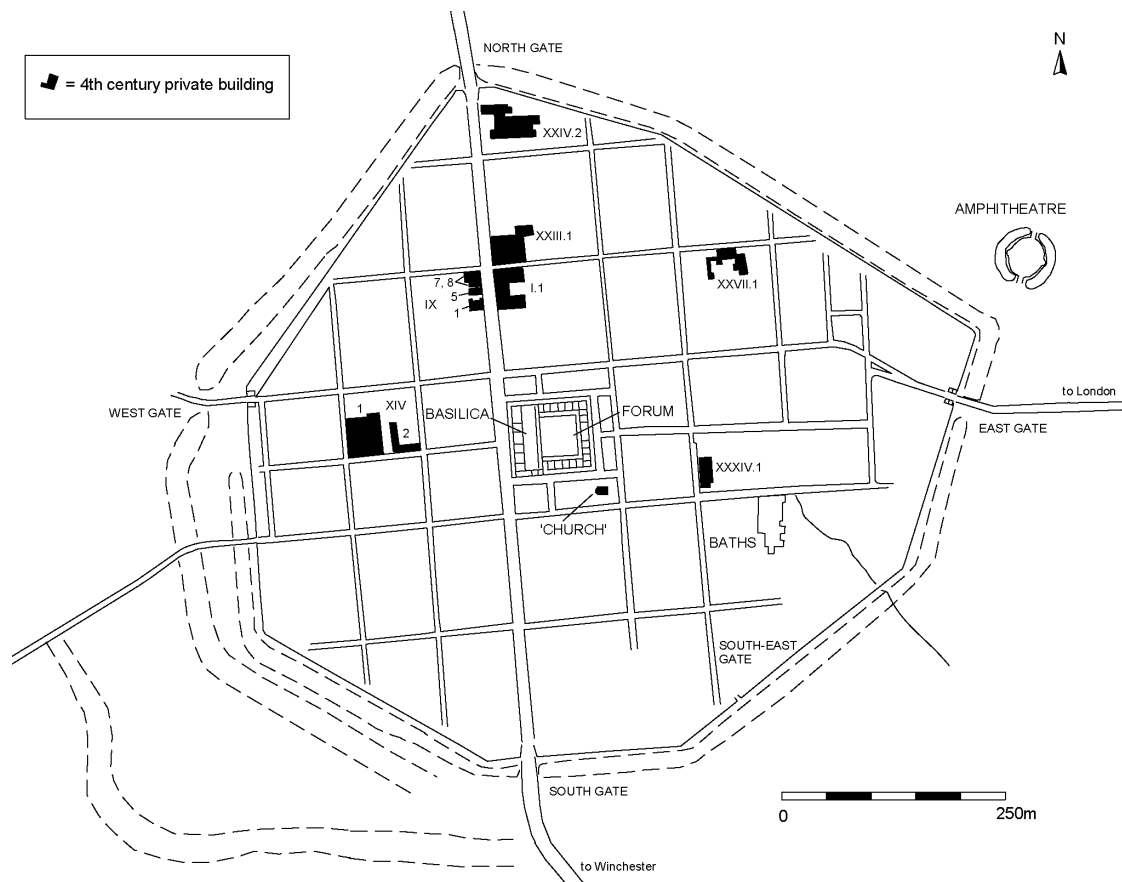 NORTH GATE
N
= 4th century private building
XXIV.2
AMPHITHEATRE
XXIII.1
7, 8
XXVII.1
I.1
IX
5
1
to London
WEST GATE
1
XIV
2
BASILICA
FORUM
EAST GATE
XXXIV.1
'CHURCH'
BATHS
SOUTH-EAST
GATE
SOUTH GATE
0
250m
to Winchester